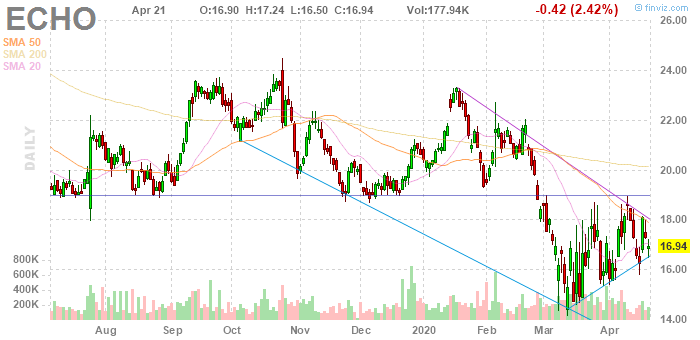 ECHO Apr 21 O:16.90 H:17.24 L:16.50 C:16.94 Vol:177.94K -0.42 (2.42%) © finviz.com
SMA 50
SMA 200
SMA 20
DAILY
26.00
24.00
22.00
20.00
18.00
16.94
16.00
14.00
800K
600K
400K
200K
Aug Sep Oct Nov Dec 2020 Feb Mar Apr